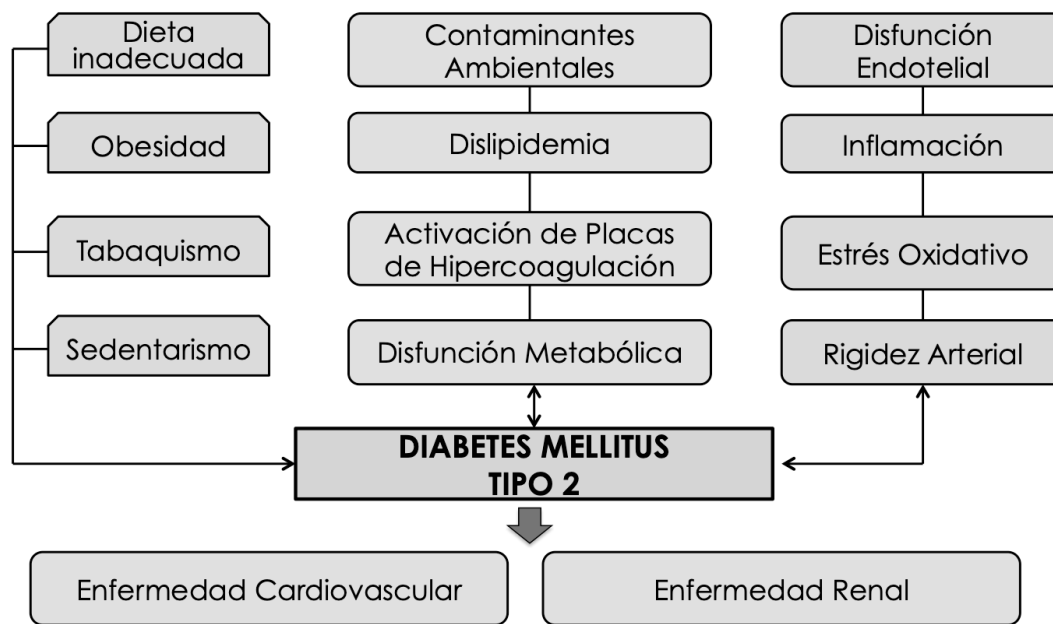 Dieta
inadecuada
Obesidad
Tabaquismo
Sedentarismo
Contaminantes
Ambientales
Dislipidemia
Activación de Placas
de Hipercoagulación
Disfunción Metabólica
Disfunción
Endotelial
Inflamación
Estrés Oxidativo
Rigidez Arterial
DIABETES MELLITUS
TIPO 2
Enfermedad Cardiovascular
Enfermedad Renal